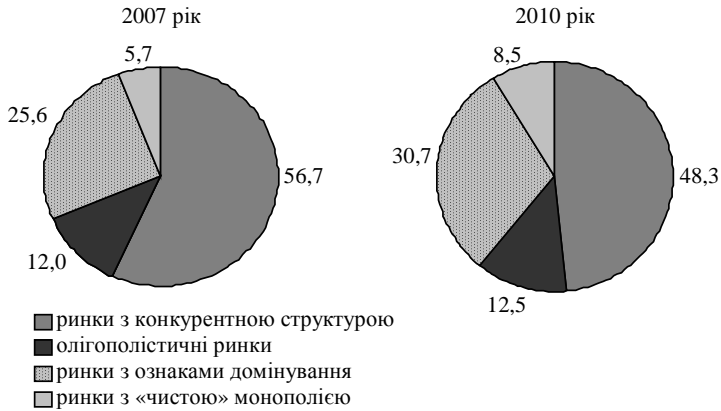 2007 рік
2010 рік
5,7
25,6
56,7
12,0
8,5
30,7
48,3
12,5
ринки з конкурентною структурою
олігополістичні ринки
ринки з ознаками домінування
ринки з «чистою» монополією